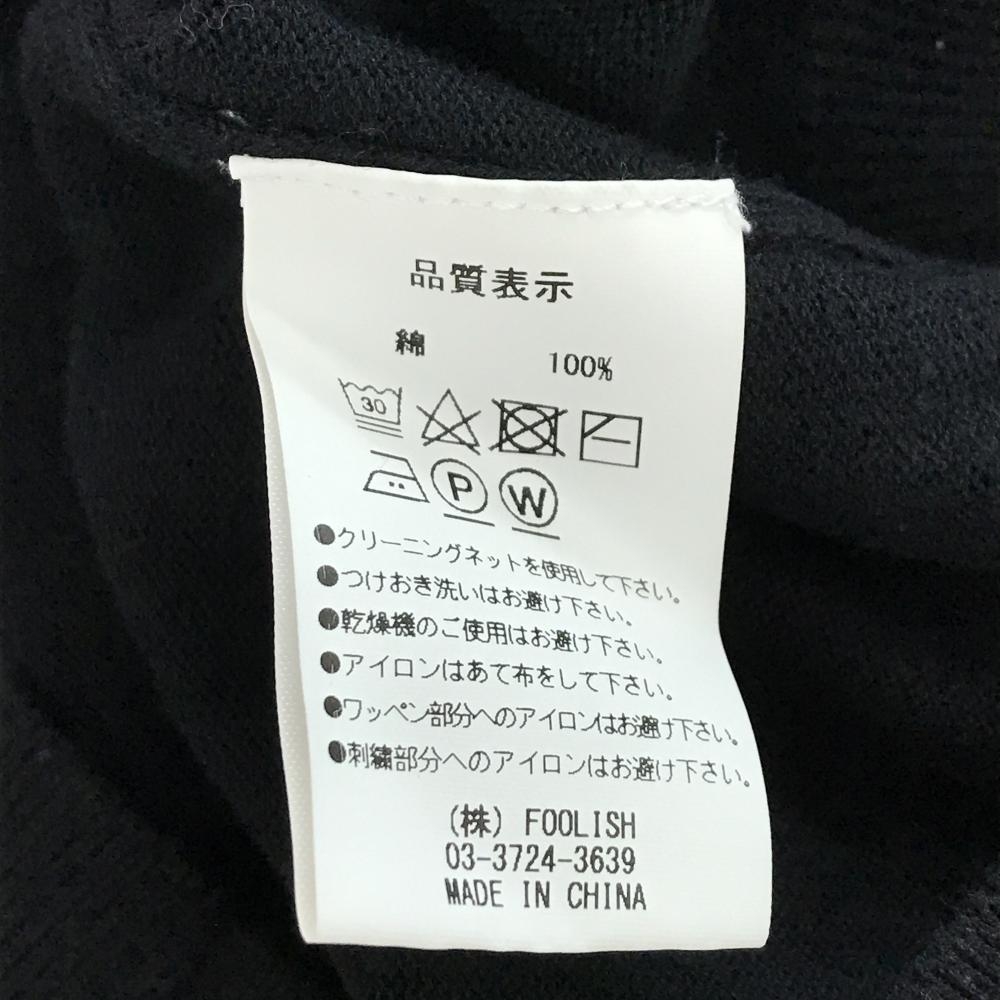 品質表示
綿 100%
30
P W
●クリーニングネットを使用して下さい。
●つけおき洗いはお避け下さい。
●乾燥機のご使用はお避け下さい。
●アイロンはあて布をして下さい。
●ワッペン部分へのアイロンはお避け下さい。
●刺繍部分へのアイロンはお避け下さい。
(株) FOOLISH
03-3724-3639
MADE IN CHINA